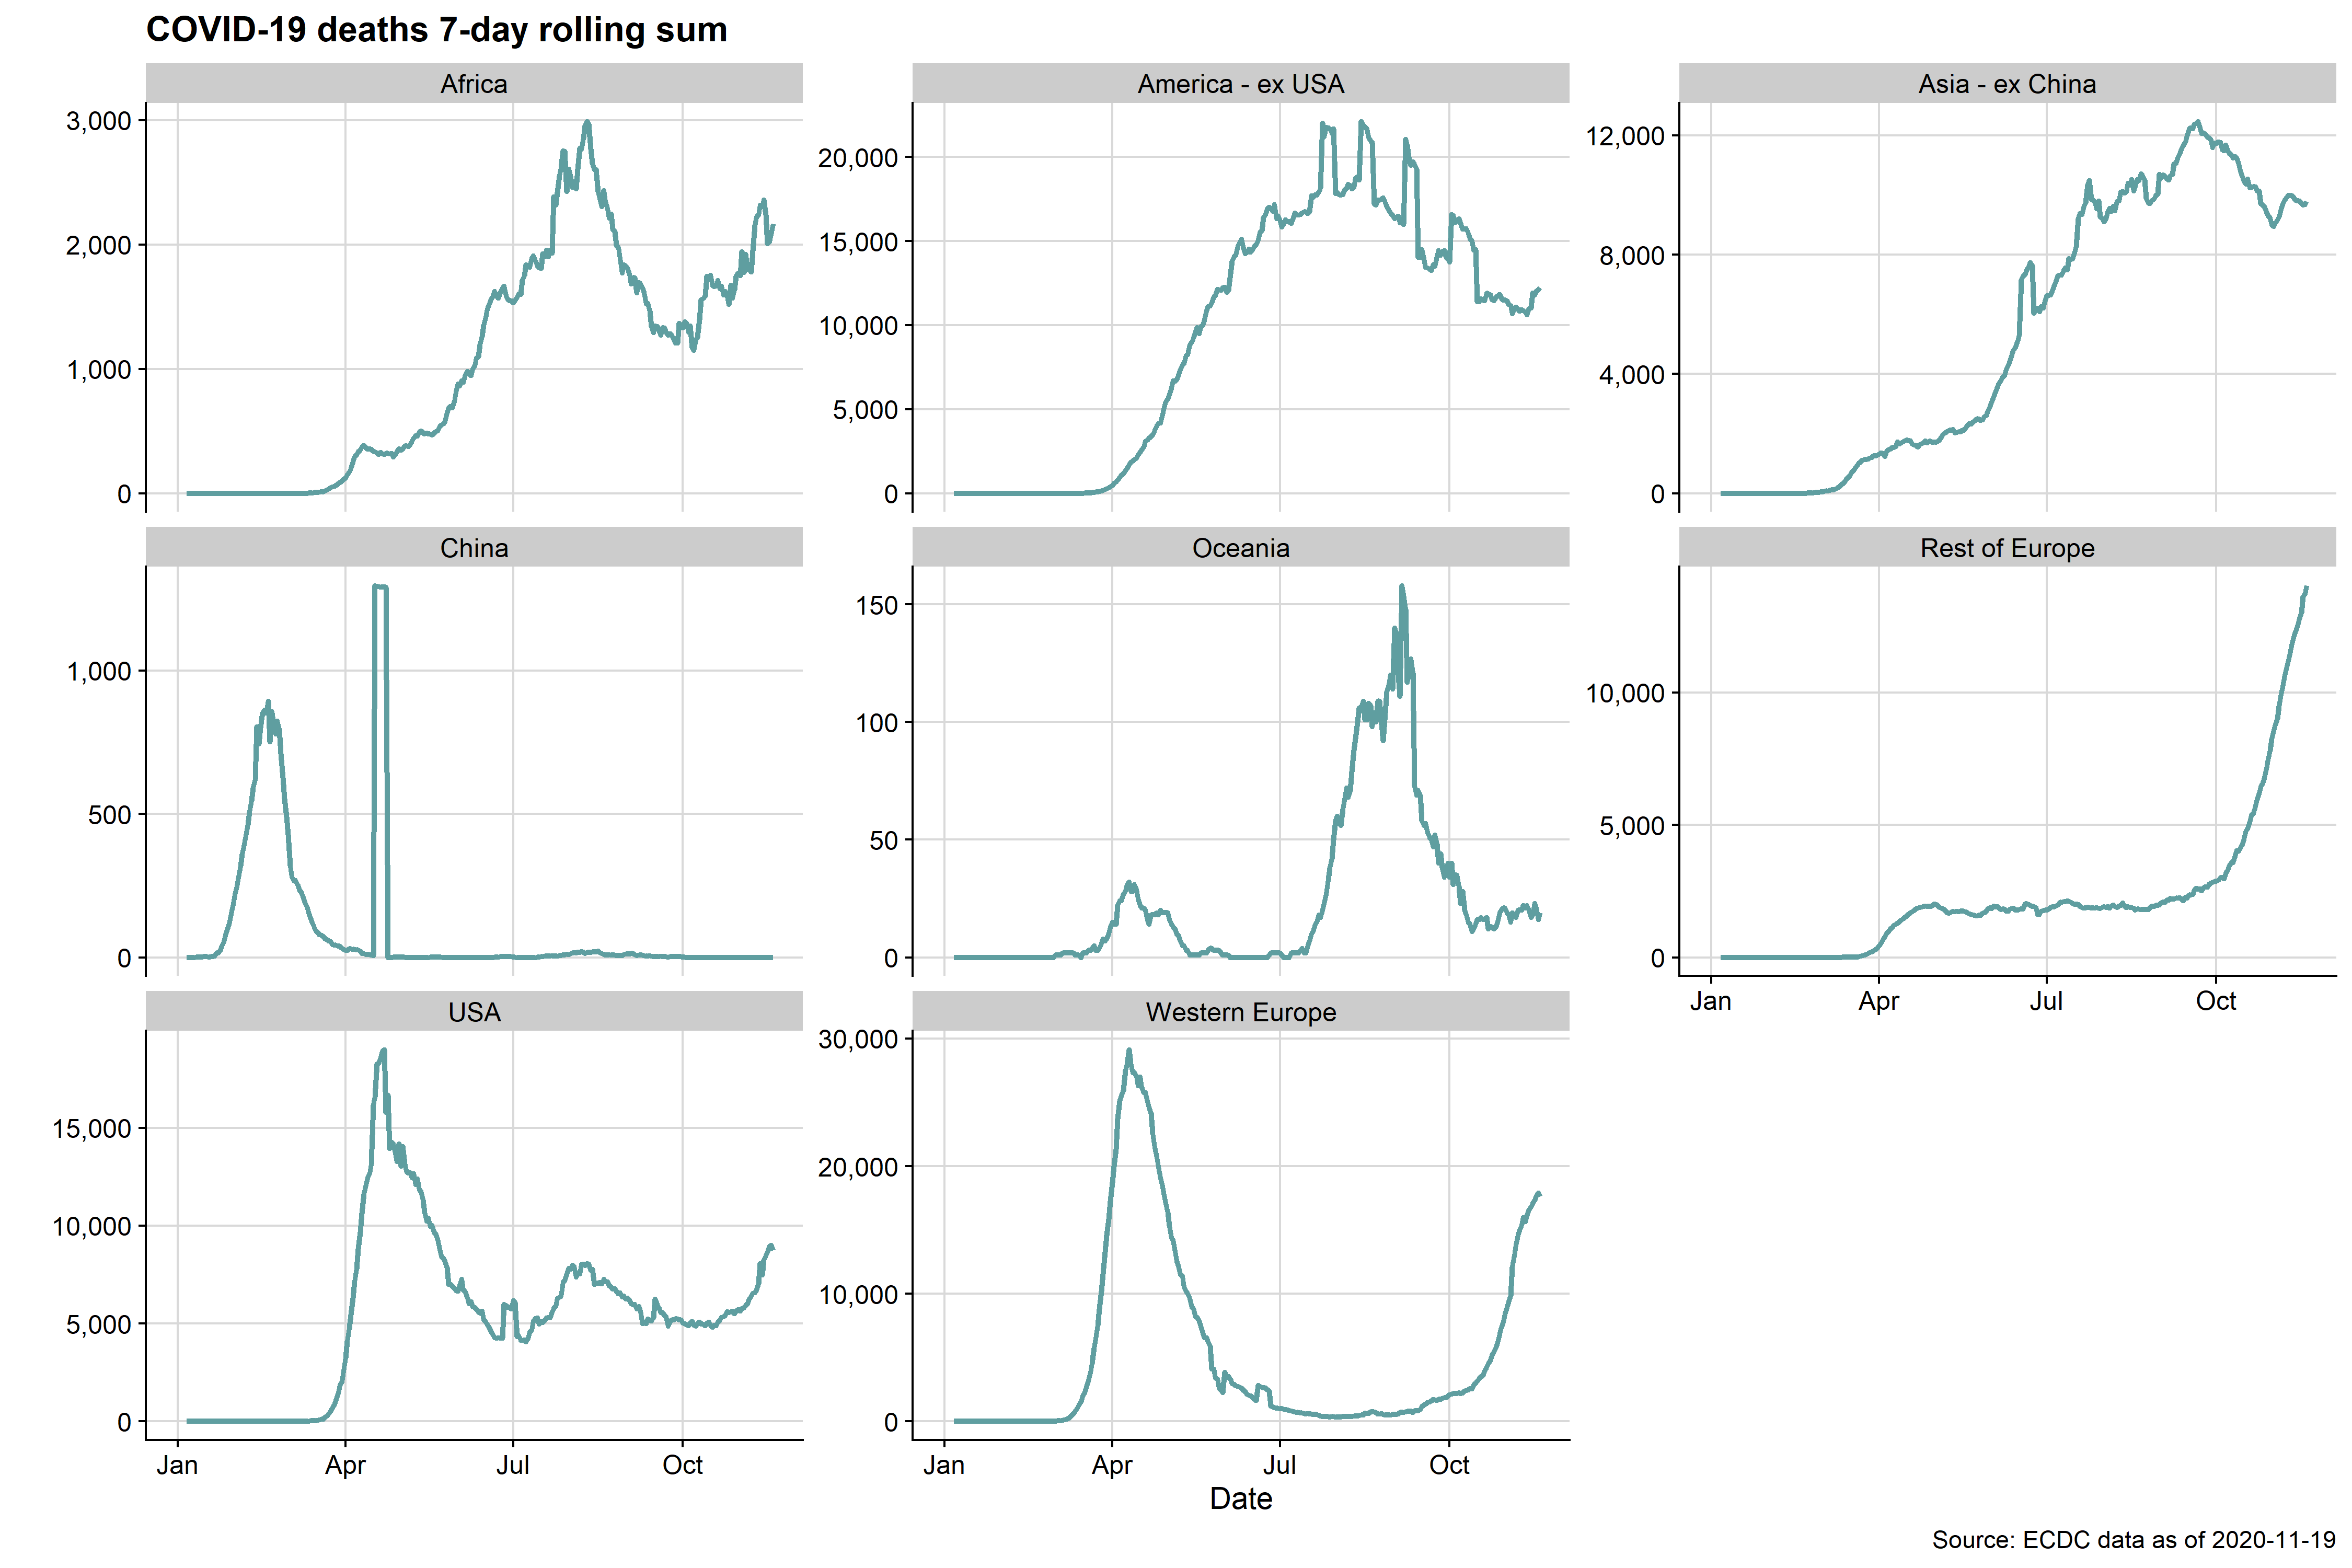 COVID-19 deaths 7-day rolling sum
Africa
America - ex USA
Asia - ex China
3,000
2,000
1,000
0
20,000
15,000
10,000
5,000
0
12,000
8,000
4,000
0
China
Oceania
Rest of Europe
1,000
500
0
150
100
50
0
10,000
5,000
0
Jan Apr Jul Oct
USA
Western Europe
15,000
10,000
5,000
0
30,000
20,000
10,000
0
Jan Apr Jul Oct
Jan Apr Jul Oct
Date
Source: ECDC data as of 2020-11-19